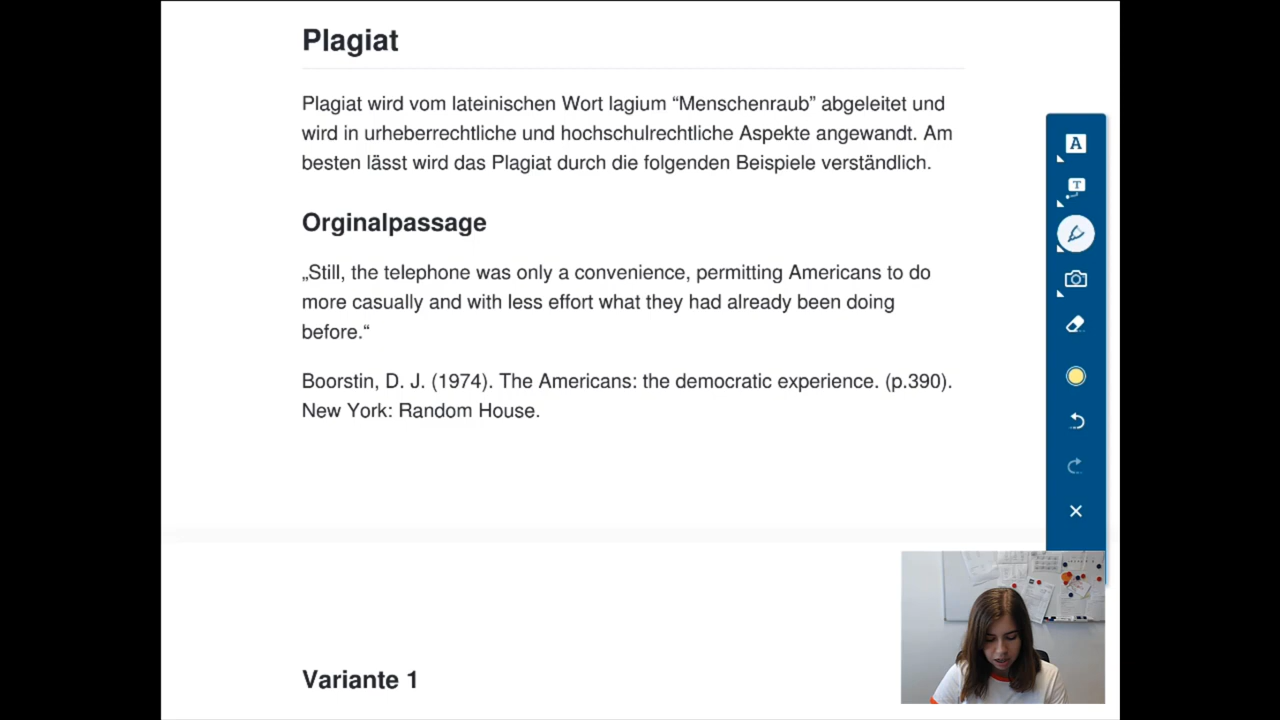 Plagiat
Plagiat wird vom lateinischen Wort lagium “Menschenraub” abgeleitet und
wird in urheberrechtliche und hochschulrechtliche Aspekte angewandt. Am
besten lässt wird das Plagiat durch die folgenden Beispiele verständlich.
Orginalpassage
„Still, the telephone was only a convenience, permitting Americans to do
more casually and with less effort what they had already been doing
before.“
Boorstin, D. J. (1974). The Americans: the democratic experience. (p.390).
New York: Random House.
Variante 1
A
T